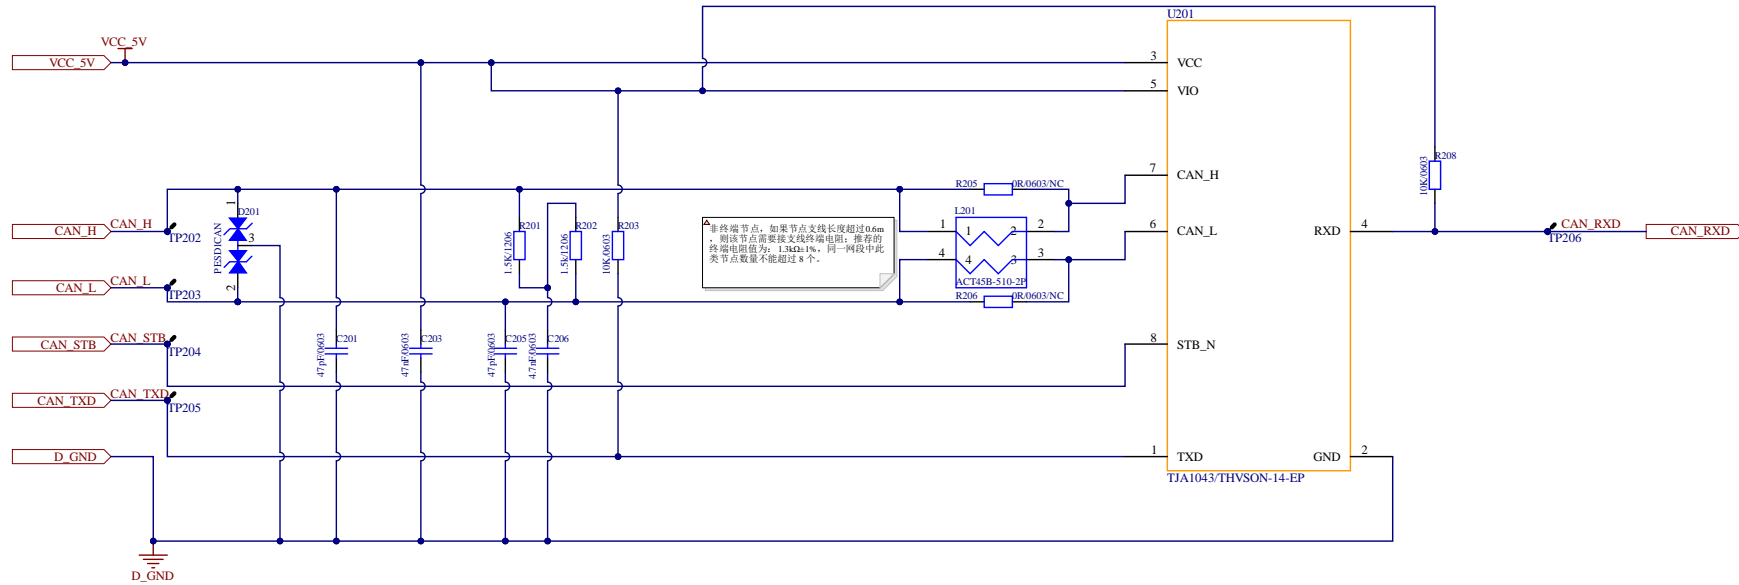 U201
VCC_5V
VCC_5V
3
VCC
5
VIO
R208
10K/0603
7
CAN_H
R205
0R/0603/NC
1
D201
CAN_H
CAN_H
TP202
3
PESDICAN
2
R201
1.5K/1206
R202
1.5k/1206
R203
10K/0603
非终端节点，如果节点支线长度超过0.6m
，则该节点需要接支线终端电阻；推荐的
终端电阻值为：1.3kΩ±1%，同一网段中此
类节点数量不能超过 8 个。
L201
1
1
2
2
4
4
3
3
ACT45B-510-2P
6
CAN_L
RXD
4
CAN_RXD
TP206
CAN_RXD
CAN_L
CAN_L
TP203
R206
0R/0603/NC
CAN_STB
CAN_STB
TP204
C201
47pF/0603
C203
47nF/0603
C205
47pF/0603
C206
4.7nF/0603
8
STB_N
CAN_TXD
CAN_TXD
TP205
D_GND
1
TXD
GND
2
TJA1043/THVSON-14-EP
D_GND